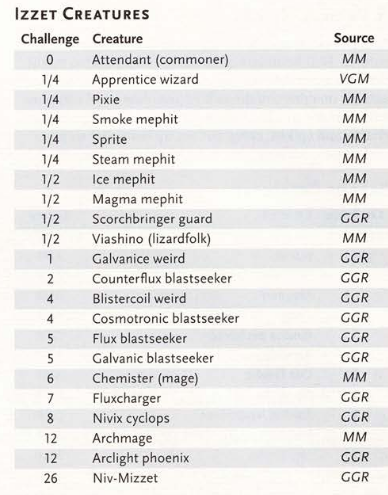 IZZET CREATURES
Challenge Creature Source
0 Attendant (commoner) MM
1/4 Apprentice wizard VGM
1/4 Pixie MM
1/4 Smoke mephit MM
1/4 Sprite MM
1/4 Steam mephit MM
1/2 Ice mephit MM
1/2 Magma mephit MM
1/2 Scorchbringer guard GGR
1/2 Viashino (lizardfolk) MM
1 Galvanice weird GGR
2 Counterflux blastseeker GGR
4 Blistercoil weird GGR
4 Cosmotronic blastseeker GGR
5 Flux blastseeker GGR
5 Galvanic blastseeker GGR
6 Chemister (mage) MM
7 Fluxcharger GGR
8 Nivix cyclops GGR
12 Archmage MM
12 Arclight phoenix GGR
26 Niv-Mizzet GGR